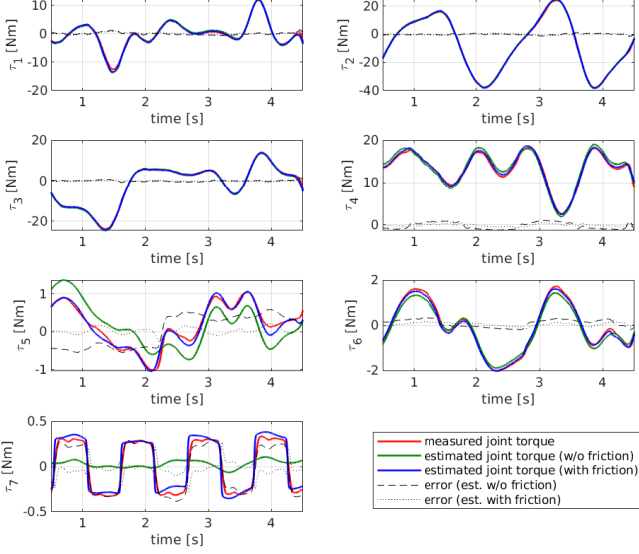 10
0
-10
-20
τ1 [Nm]
1 2 3 4
time [s]
20
0
-20
-40
τ2 [Nm]
1 2 3 4
time [s]
20
0
-20
τ3 [Nm]
1 2 3 4
time [s]
20
10
0
τ4 [Nm]
1 2 3 4
time [s]
1
0
-1
τ5 [Nm]
1 2 3 4
time [s]
2
0
-2
τ6 [Nm]
1 2 3 4
time [s]
0.5
0
-0.5
τ7 [Nm]
1 2 3 4
time [s]
measured joint torque
estimated joint torque (w/o friction)
estimated joint torque (with friction)
error (est. w/o friction)
error (est. with friction)